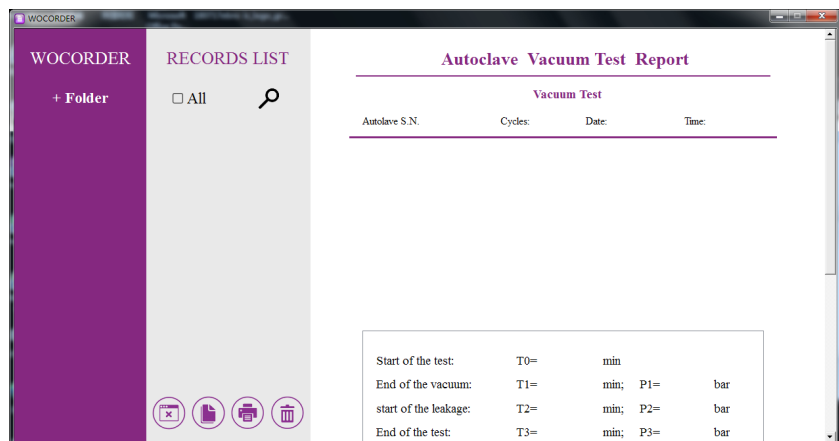 WOCORDER
WOCORDER
+ Folder
RECORDS LIST
All
Autoclave Vacuum Test Report
Vacuum Test
Autolave S.N. Cycles: Date: Time:
Start of the test: T0= min
End of the vacuum: T1= min; P1= bar
start of the leakage: T2= min; P2= bar
End of the test: T3= min; P3= bar